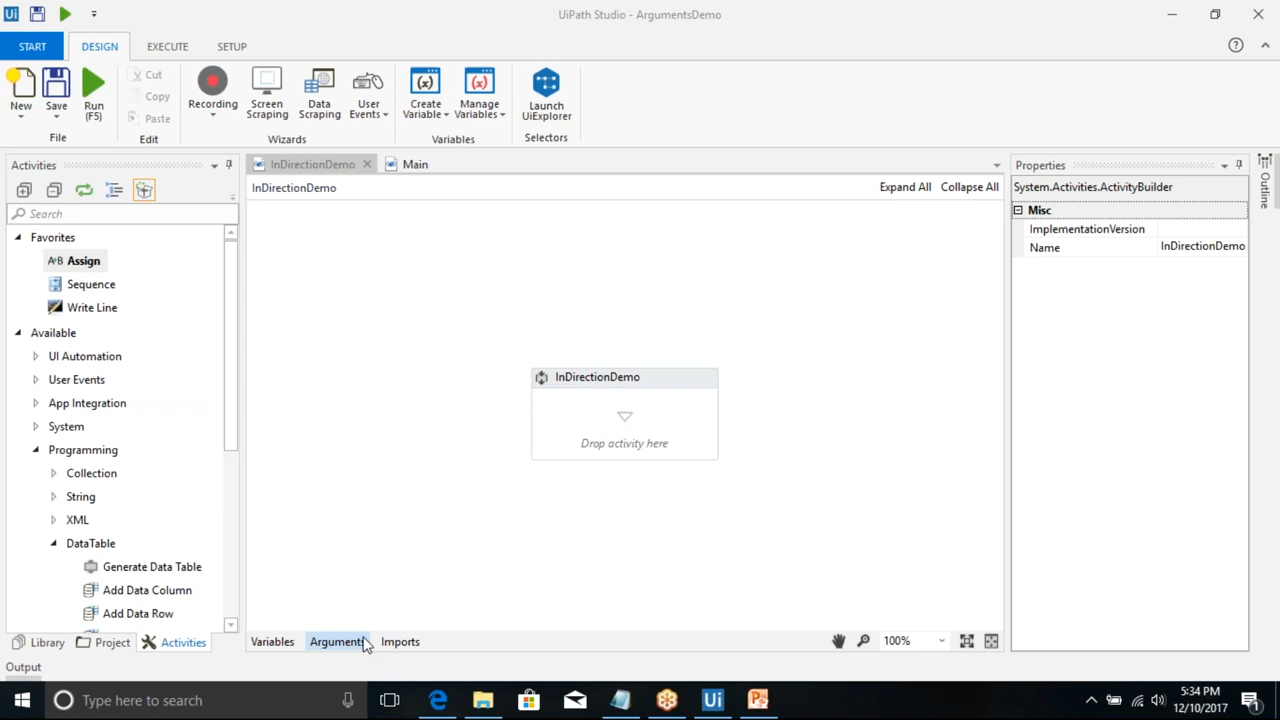 Ui
UiPath Studio - ArgumentsDemo
START DESIGN EXECUTE SETUP
New
Save
Run
(F5)
File
Cut
Copy
Paste
Edit
Recording
Screen
Scraping
Data
Scraping
User
Events
Wizards
Create
Variable
Manage
Variables
Variables
Launch
UiExplorer
Selectors
Activities
Search
Favorites
A+B Assign
Sequence
Write Line
Available
UI Automation
User Events
App Integration
System
Programming
Collection
String
XML
DataTable
Generate Data Table
Add Data Column
Add Data Row
Library Project Activities
Output
InDirectionDemo Main
InDirectionDemo Expand All Collapse All
InDirectionDemo
Drop activity here
Variables Arguments Imports 100%
Properties
System.Activities.ActivityBuilder
Misc
ImplementationVersion
Name InDirectionDemo
Outline
Type here to search
Ui
5:34 PM
12/10/2017
1